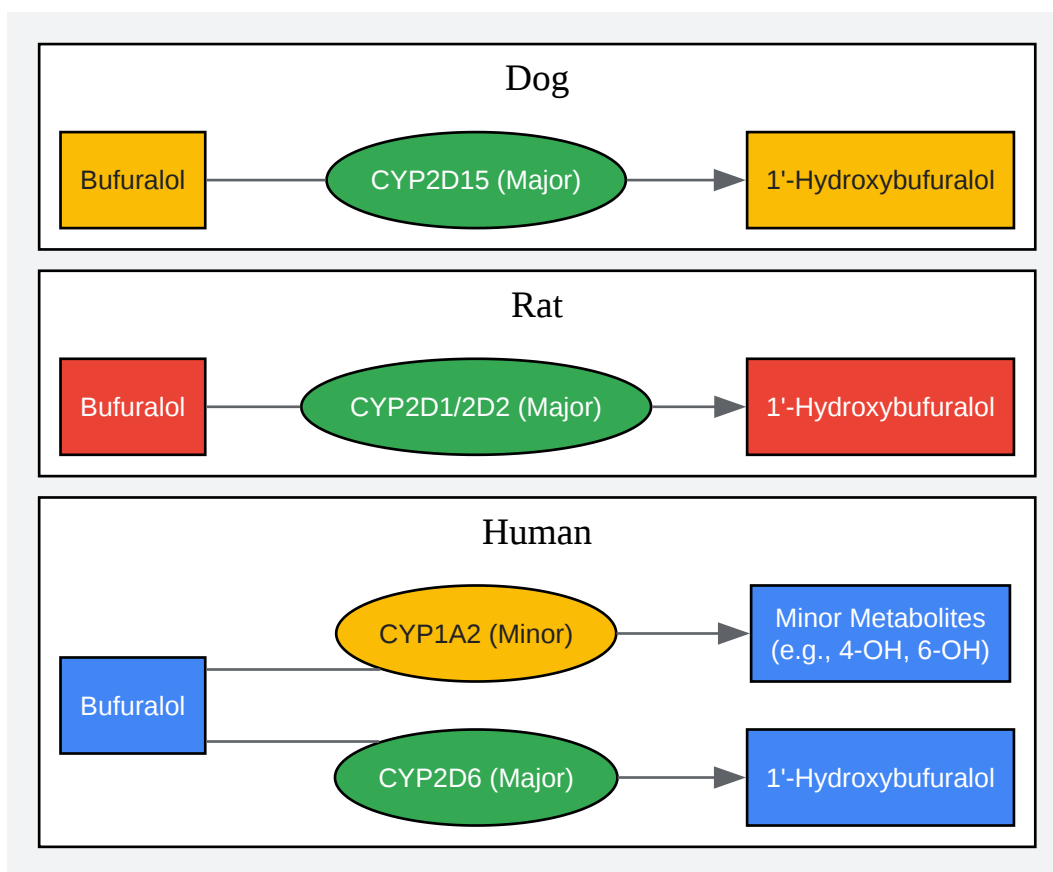 Dog
Bufuralol
CYP2D15 (Major)
1'-Hydroxybufuralol
Rat
Bufuralol
CYP2D1/2D2 (Major)
1'-Hydroxybufuralol
Human
Bufuralol
CYP1A2 (Minor)
Minor Metabolites
(e.g., 4-OH, 6-OH)
CYP2D6 (Major)
1'-Hydroxybufuralol